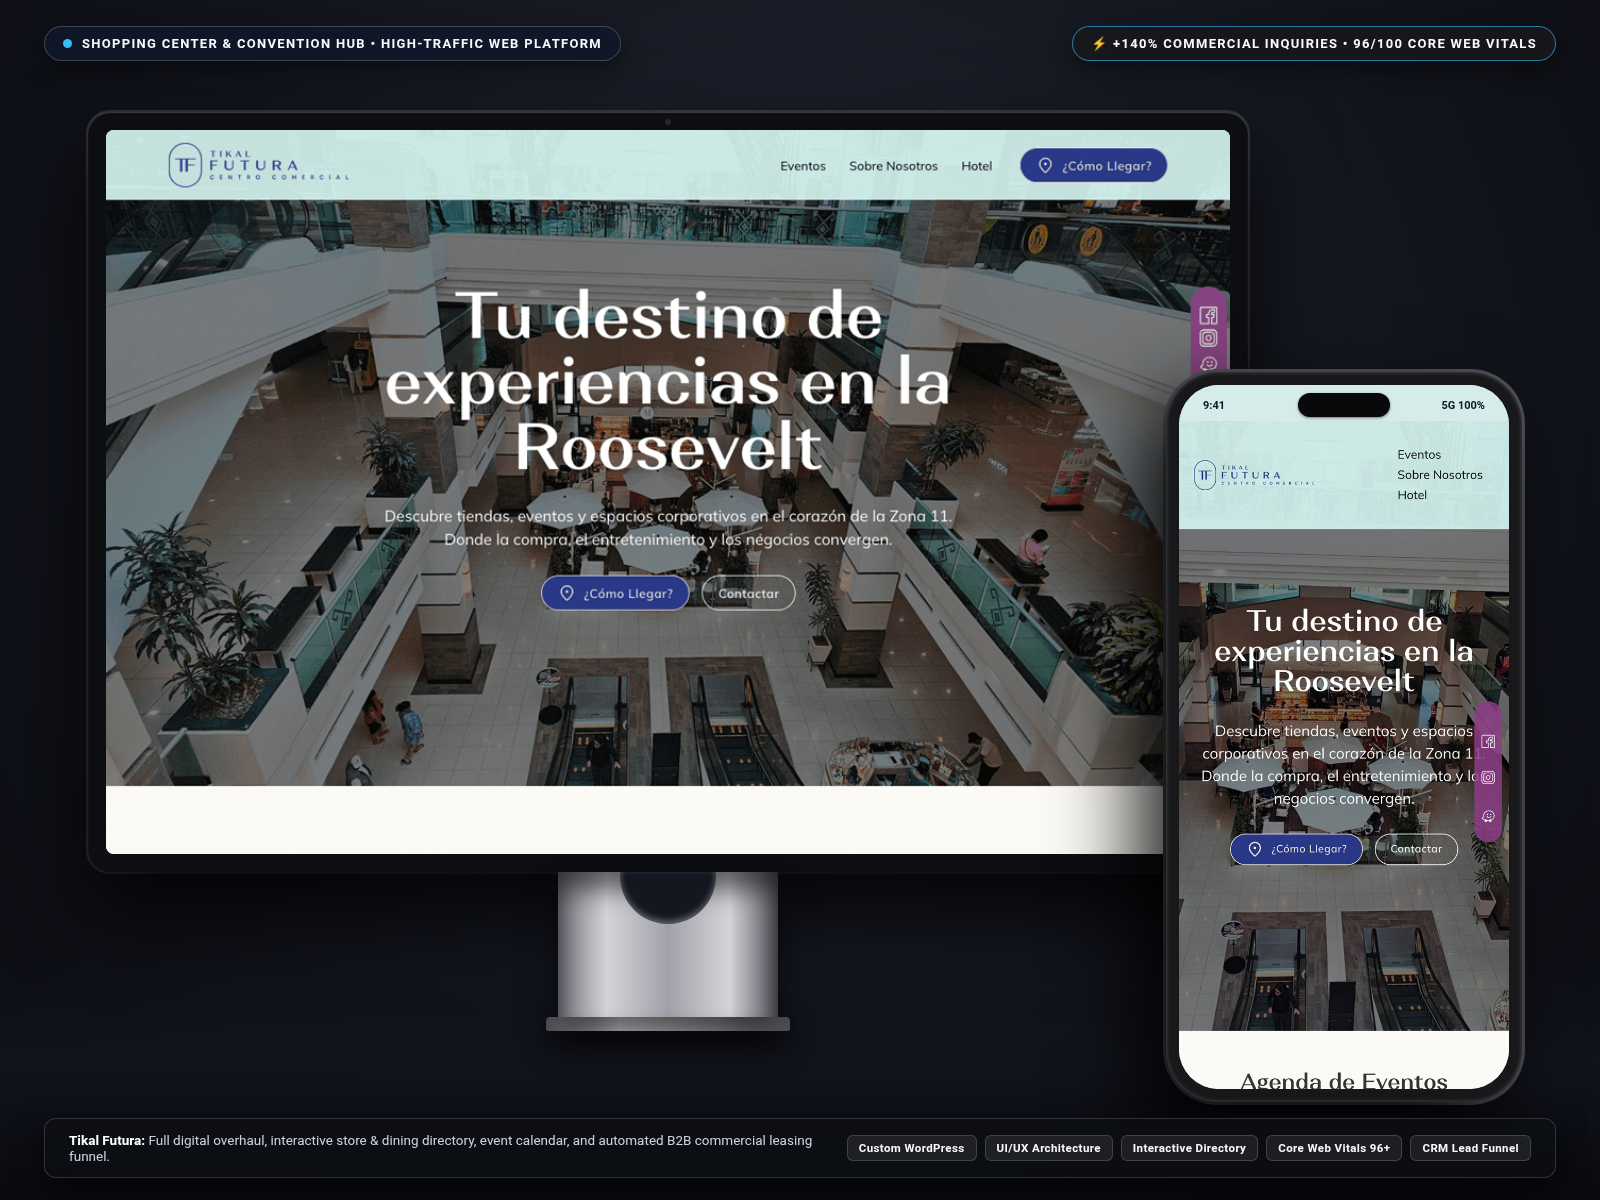 SHOPPING CENTER & CONVENTION HUB • HIGH-TRAFFIC WEB PLATFORM
⚡ +140% COMMERCIAL INQUIRIES • 96/100 CORE WEB VITALS
TF TIKAL
FUTURA
CENTRO COMERCIAL
Eventos
Sobre Nosotros
Hotel
¿Cómo Llegar?
Tu destino de
experiencias en la
Roosevelt
Descubre tiendas, eventos y espacios corporativos en el corazón de la Zona 11.
Donde la compra, el entretenimiento y los négocios convergen.
¿Cómo Llegar?
Contactar
9:41
5G 100%
TF TIKAL
FUTURA
CENTRO COMERCIAL
Eventos
Sobre Nosotros
Hotel
Tu destino de
experiencias en la
Roosevelt
Descubre tiendas, eventos y espacios
corporativos en el corazón de la Zona 11.
Donde la compra, el entretenimiento y lo
negocios convergen.
¿Cómo Llegar?
Contactar
Agenda de Eventos
Tikal Futura: Full digital overhaul, interactive store & dining directory, event calendar, and automated B2B commercial leasing
funnel.
Custom WordPress
UI/UX Architecture
Interactive Directory
Core Web Vitals 96+
CRM Lead Funnel